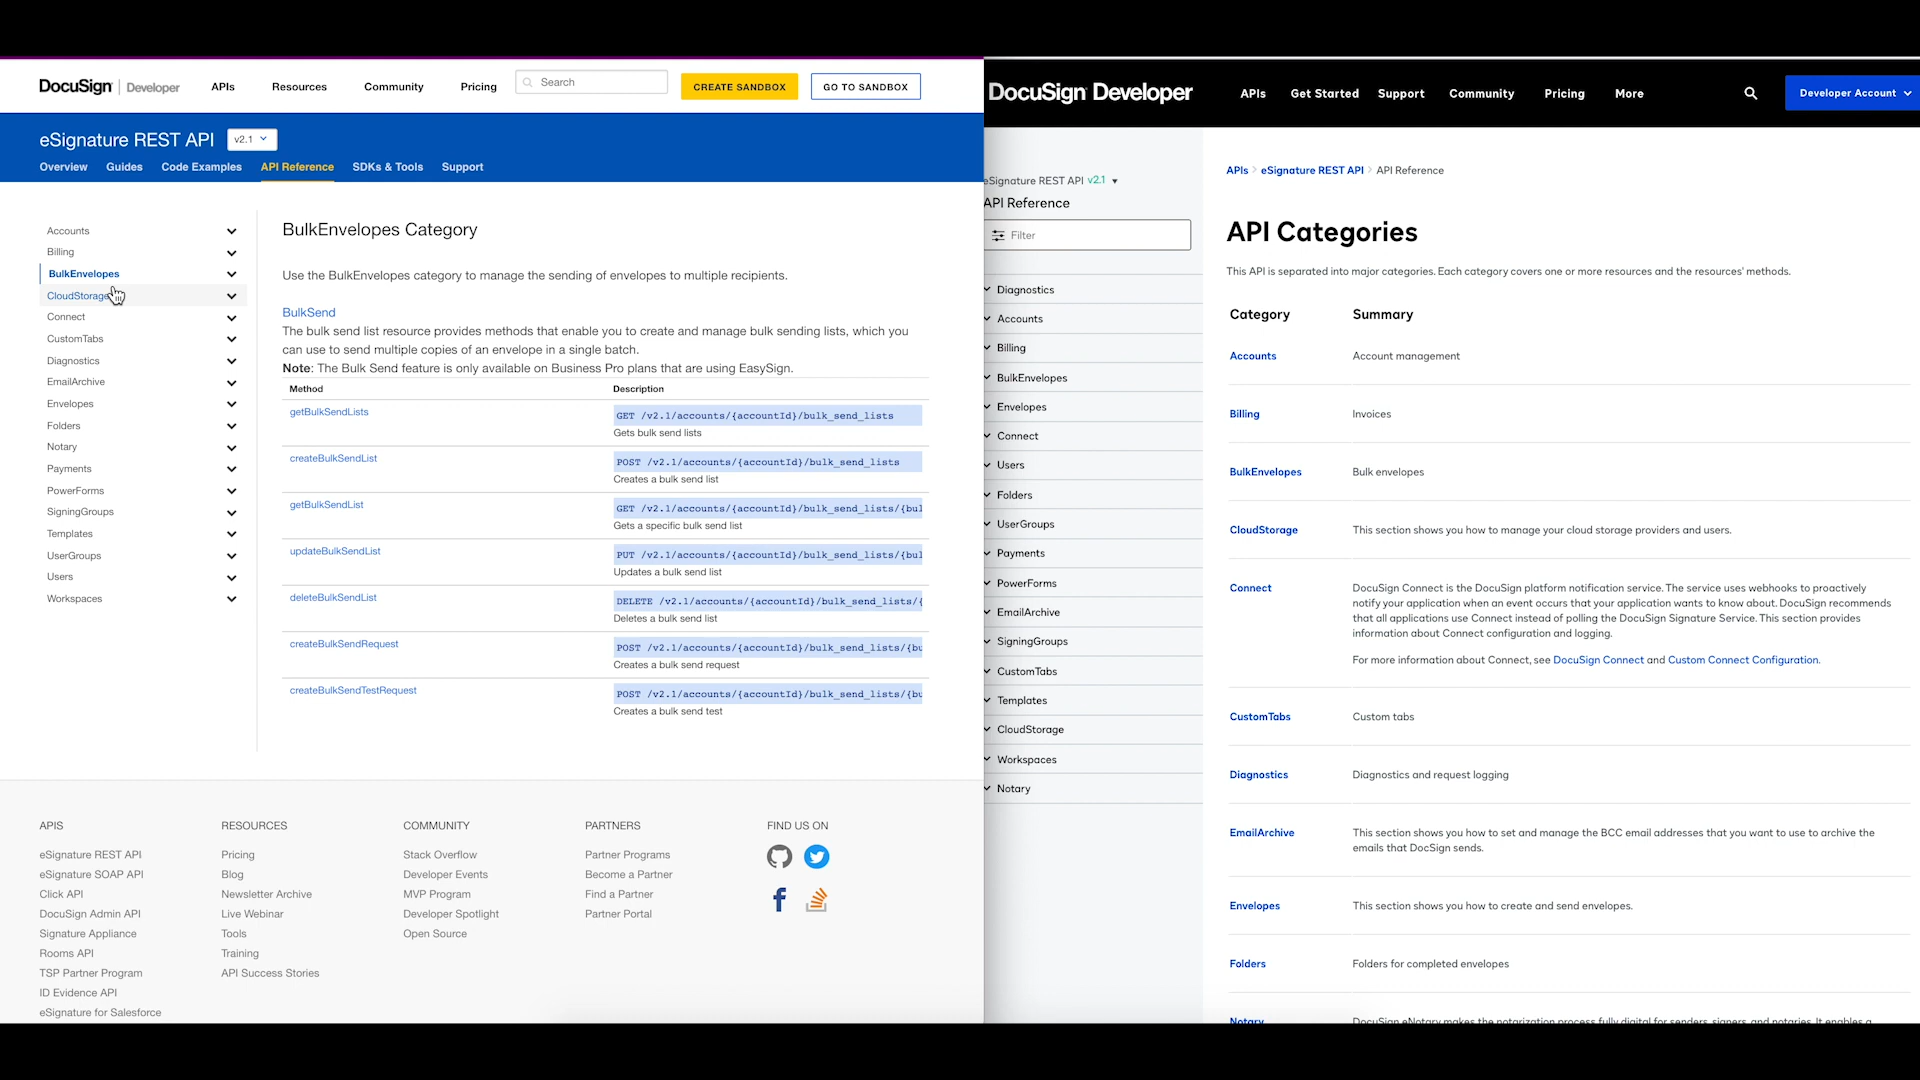 DocuSign | Developer
APIs
Resources
Community
Pricing
Search
CREATE SANDBOX
GO TO SANDBOX
eSignature REST API
v2.1
Overview
Guides
Code Examples
API Reference
SDKs & Tools
Support
Accounts
Billing
BulkEnvelopes
CloudStorage
Connect
CustomTabs
Diagnostics
EmailArchive
Envelopes
Folders
Notary
Payments
PowerForms
SigningGroups
Templates
UserGroups
Users
Workspaces
BulkEnvelopes Category
Use the BulkEnvelopes category to manage the sending of envelopes to multiple recipients.
BulkSend
The bulk send list resource provides methods that enable you to create and manage bulk sending lists, which you
can use to send multiple copies of an envelope in a single batch.
Note: The Bulk Send feature is only available on Business Pro plans that are using EasySign.
Method
Description
getBulkSendLists
GET /v2.1/accounts/{accountId}/bulk_send_lists
Gets bulk send lists
createBulkSendList
POST /v2.1/accounts/{accountId}/bulk_send_lists
Creates a bulk send list
getBulkSendList
GET /v2.1/accounts/{accountId}/bulk_send_lists/{bul
Gets a specific bulk send list
updateBulkSendList
PUT /v2.1/accounts/{accountId}/bulk_send_lists/{bul
Updates a bulk send list
deleteBulkSendList
DELETE /v2.1/accounts/{accountId}/bulk_send_lists/{
Deletes a bulk send list
createBulkSendRequest
POST /v2.1/accounts/{accountId}/bulk_send_lists/{bu
Creates a bulk send request
createBulkSendTestRequest
POST /v2.1/accounts/{accountId}/bulk_send_lists/{bu
Creates a bulk send test
APIS
eSignature REST API
eSignature SOAP API
Click API
DocuSign Admin API
Signature Appliance
Rooms API
TSP Partner Program
ID Evidence API
eSignature for Salesforce
RESOURCES
Pricing
Blog
Newsletter Archive
Live Webinar
Tools
Training
API Success Stories
COMMUNITY
Stack Overflow
Developer Events
MVP Program
Developer Spotlight
Open Source
PARTNERS
Partner Programs
Become a Partner
Find a Partner
Partner Portal
FIND US ON
DocuSign Developer
APIs
Get Started
Support
Community
Pricing
More
Developer Account
eSignature REST API v2.1
API Reference
Filter
Diagnostics
Accounts
Billing
BulkEnvelopes
Envelopes
Connect
Users
Folders
UserGroups
Payments
PowerForms
EmailArchive
SigningGroups
CustomTabs
Templates
CloudStorage
Workspaces
Notary
APIs > eSignature REST API > API Reference
API Categories
This API is separated into major categories. Each category covers one or more resources and the resources' methods.
Category
Summary
Accounts
Account management
Billing
Invoices
BulkEnvelopes
Bulk envelopes
CloudStorage
This section shows you how to manage your cloud storage providers and users.
Connect
DocuSign Connect is the DocuSign platform notification service. The service uses webhooks to proactively
notify your application when an event occurs that your application wants to know about. DocuSign recommends
that all applications use Connect instead of polling the DocuSign Signature Service. This section provides
information about Connect configuration and logging.
For more information about Connect, see DocuSign Connect and Custom Connect Configuration.
CustomTabs
Custom tabs
Diagnostics
Diagnostics and request logging
EmailArchive
This section shows you how to set and manage the BCC email addresses that you want to use to archive the
emails that DocSign sends.
Envelopes
This section shows you how to create and send envelopes.
Folders
Folders for completed envelopes
Notary
DocuSign eNotary makes the notarization process fully digital for senders, signers, and notaries. It enables a